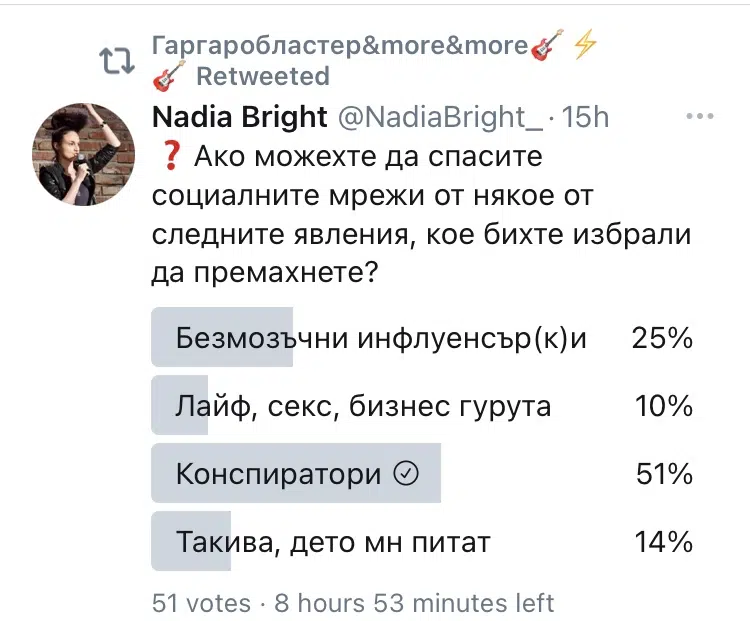 Гаргаробластер&more&more🎸⚡
🎸 Retweeted
Nadia Bright @NadiaBright_ · 15h
❓ Ако можехте да спасите
социалните мрежи от някое от
следните явления, кое бихте избрали
да премахнете?
Безмозъчни инфлуенсър(к)и 25%
Лайф, секс, бизнес гурута 10%
Конспиратори 51%
Такива, дето мн питат 14%
51 votes · 8 hours 53 minutes left